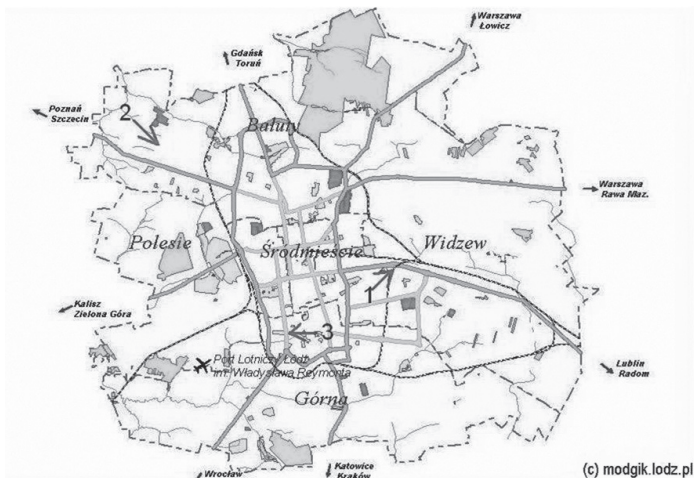 Warszawa
Łowicz
Gdańsk
Toruń
Poznań
Szczecin
2
Bałuty
Warszawa
Rawa Maz.
Polesie
Śródmieście
Widzew
1
Kalisz
Zielona Góra
3
Port Lotniczy Łódź
im. Władysława Reymonta
Lublin
Radom
Górna
Wrocław
Katowice
Kraków
(c) modgik.lodz.pl